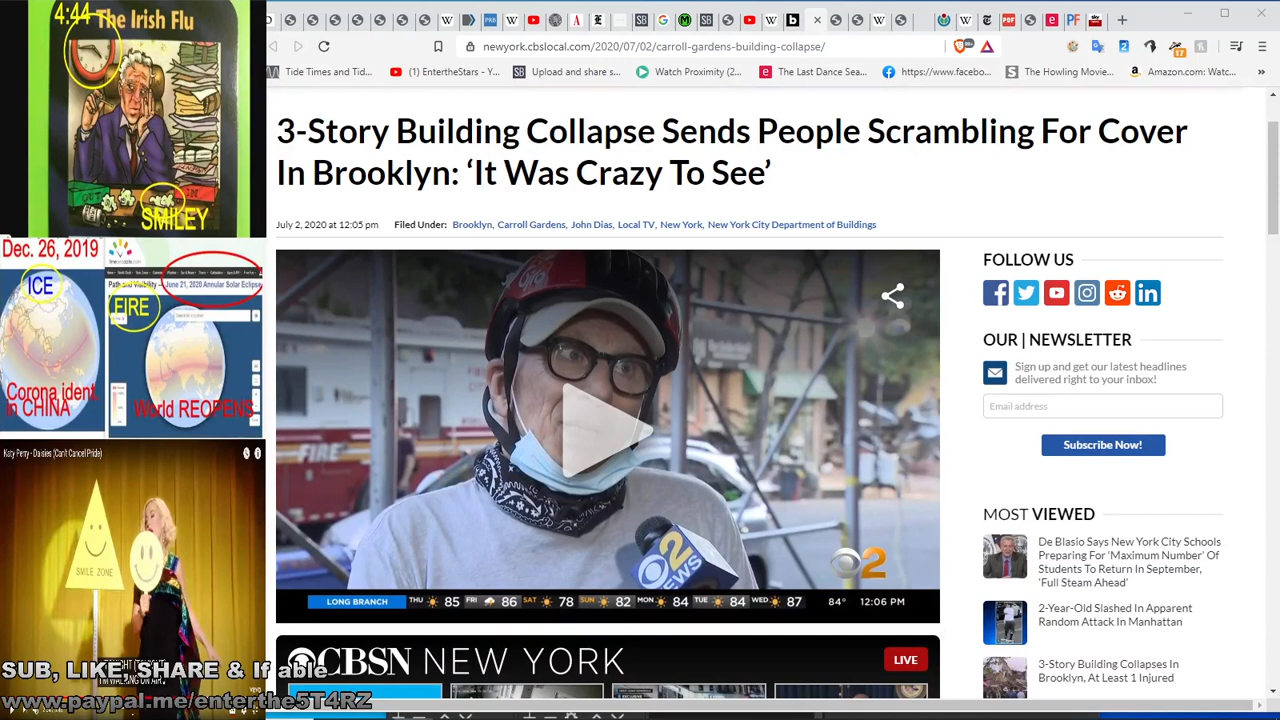 4:44
The Irish Flu
OUT
IN
SMILEY
Dec. 26, 2019
ICE
Corona ident.
in CHINA
Path and Visibility — June 21, 2020 Annular Solar Eclipse
FIRE
World REOPENS
Katy Perry - Daisies (Can't Cancel Pride)
SMILE ZONE
I'M WALKING ON AIR
SUB, LIKE, SHARE & If able
www.paypal.me/enterthe5T4RZ
newyork.cbslocal.com/2020/07/02/carroll-gardens-building-collapse/
Tide Times and Tid...
(1) EntertheStars - Y...
Upload and share s...
Watch Proximity (2...
The Last Dance Sea...
https://www.facebo...
The Howling Movie...
Amazon.com: Watc...
3-Story Building Collapse Sends People Scrambling For Cover
In Brooklyn: ‘It Was Crazy To See’
July 2, 2020 at 12:05 pm Filed Under: Brooklyn, Carroll Gardens, John Dias, Local TV, New York, New York City Department of Buildings
FIRE
2
NEWS
2
LONG BRANCH THU 85 FRI 86 SAT 78 SUN 82 MON 84 TUE 84 WED 87 84° 12:06 PM
CBSN NEW YORK
LIVE
FOLLOW US
OUR | NEWSLETTER
Sign up and get our latest headlines
delivered right to your inbox!
Email address
Subscribe Now!
MOST VIEWED
De Blasio Says New York City Schools
Preparing For ‘Maximum Number’ Of
Students To Return In September,
‘Full Steam Ahead’
2-Year-Old Slashed In Apparent
Random Attack In Manhattan
3-Story Building Collapses In
Brooklyn, At Least 1 Injured